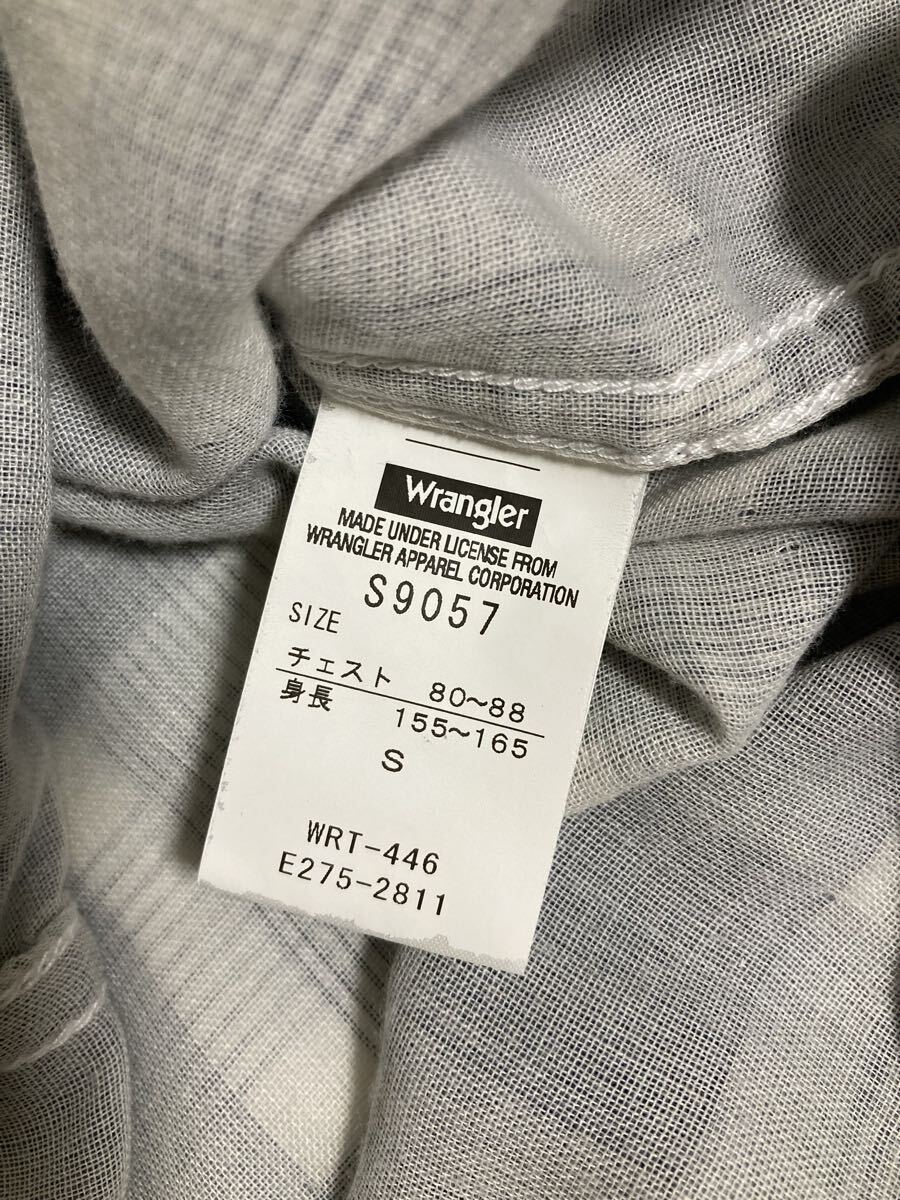 Wrangler
MADE UNDER LICENSE FROM
WRANGLER APPAREL CORPORATION
S9057
SIZE
チェスト 80~88
身長 155~165
S
WRT-446
E275-2811